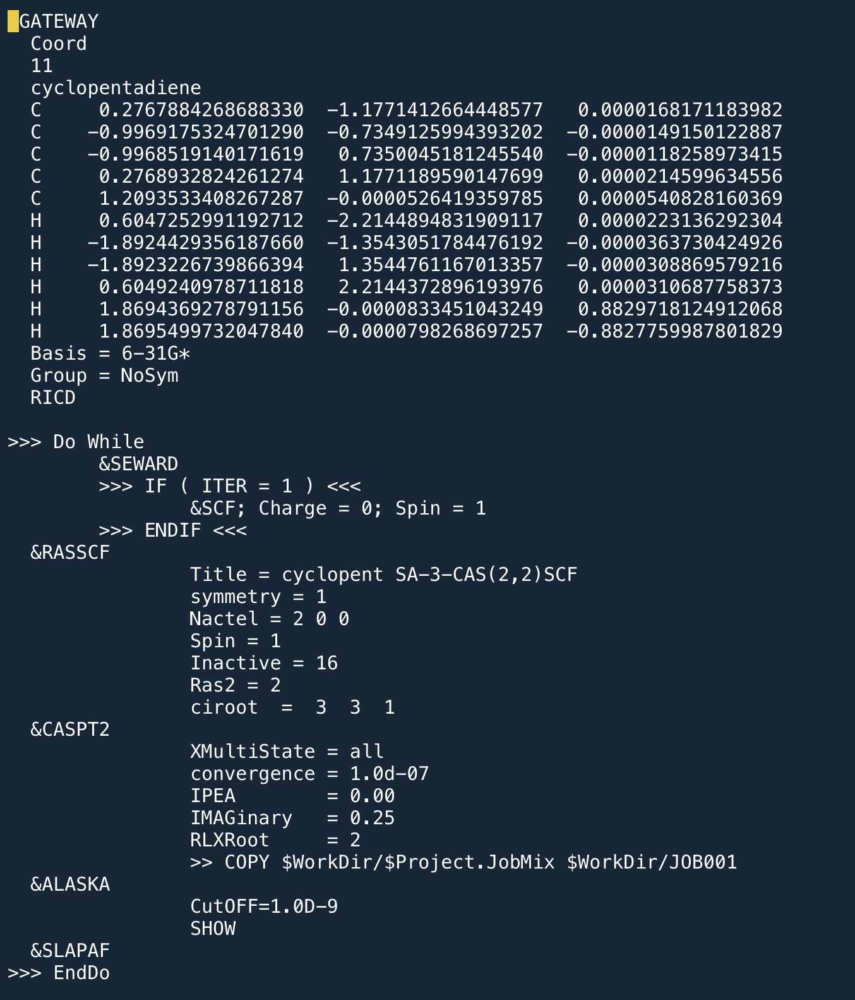 GATEWAY
Coord
11
cyclopentadiene
C 0.2767884268688330 -1.1771412664448577 0.0000168171183982
C -0.9969175324701290 -0.7349125994393202 -0.0000149150122887
C -0.9968519140171619 0.7350045181245540 -0.0000118258973415
C 0.2768932824261274 1.1771189590147699 0.0000214599634556
C 1.2093533408267287 -0.0000526419359785 0.0000540828160369
H 0.6047252991192712 -2.2144894831909117 0.0000223136292304
H -1.8924429356187660 -1.3543051784476192 -0.0000363730424926
H -1.8923226739866394 1.3544761167013357 -0.0000308869579216
H 0.6049240978711818 2.2144372896193976 0.0000310687758373
H 1.8694369278791156 -0.0000833451043249 0.8829718124912068
H 1.8695499732047840 -0.0000798268697257 -0.8827759987801829
Basis = 6-31G*
Group = NoSym
RICD
>>> Do While
&SEWARD
>>> IF ( ITER = 1 ) <<<
&SCF; Charge = 0; Spin = 1
>>> ENDIF <<<
&RASSCF
Title = cyclopent SA-3-CAS(2,2)SCF
symmetry = 1
Nactel = 2 0 0
Spin = 1
Inactive = 16
Ras2 = 2
ciroot = 3 3 1
&CASPT2
XMultiState = all
convergence = 1.0d-07
IPEA = 0.00
IMAGinary = 0.25
RLXRoot = 2
>> COPY $WorkDir/$Project.JobMix $WorkDir/JOB001
&ALASKA
CutOFF=1.0D-9
SHOW
&SLAPAF
>>> EndDo